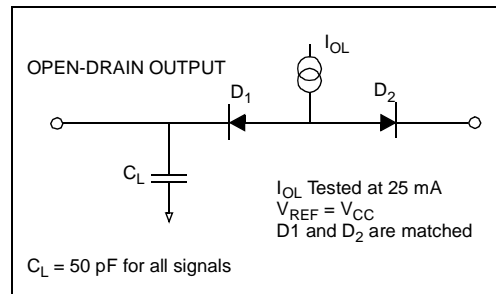 I_OL
OPEN-DRAIN OUTPUT
D_1
D_2
C_L
I_OL Tested at 25 mA
V_REF = V_CC
D1 and D_2 are matched
C_L = 50 pF for all signals